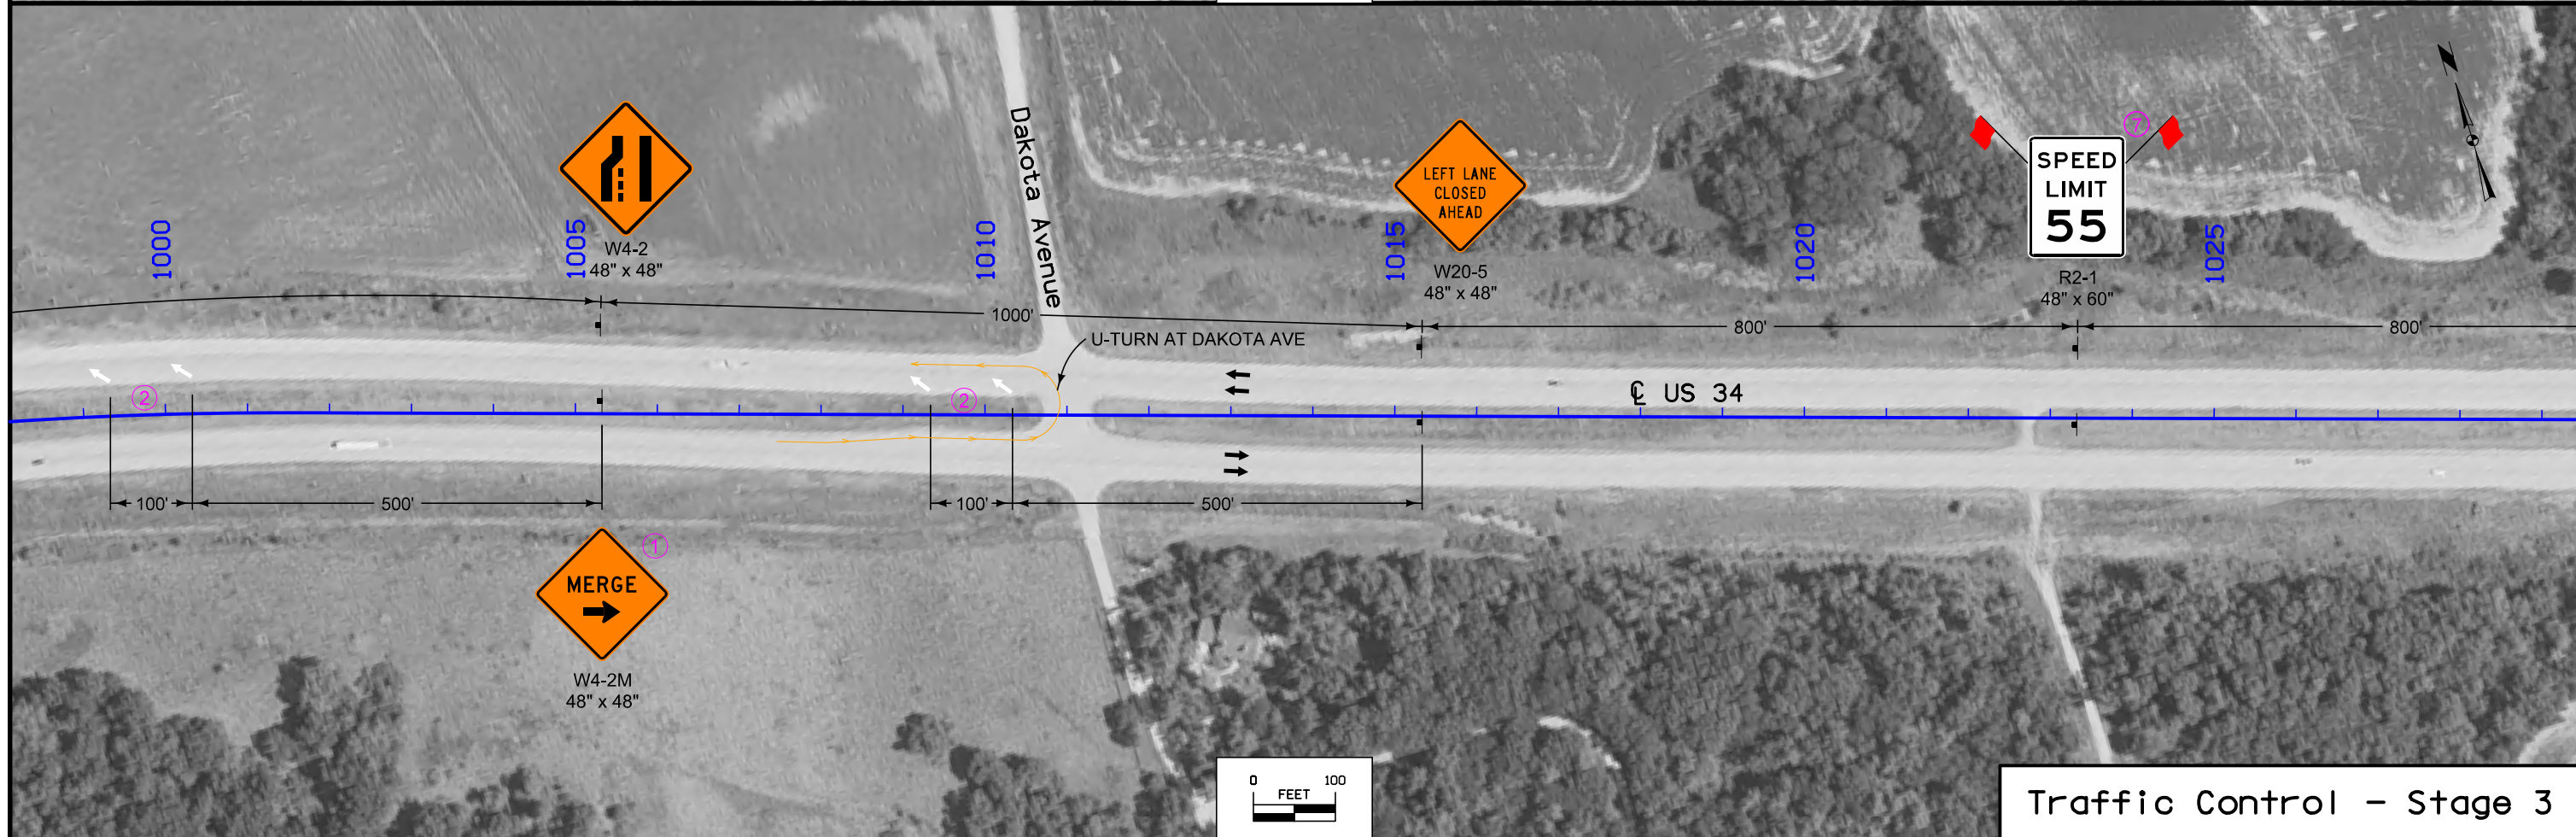 Dakota Avenue
SPEED
LIMIT
55
7
LEFT LANE
CLOSED
AHEAD
1000
1005
1010
1015
1020
1025
W4-2
48" x 48"
W20-5
48" x 48"
R2-1
48" x 60"
1000'
800'
800'
U-TURN AT DAKOTA AVE
℄ US 34
2
2
100'
500'
100'
500'
1
MERGE
W4-2M
48" x 48"
0 100
FEET
Traffic Control - Stage 3